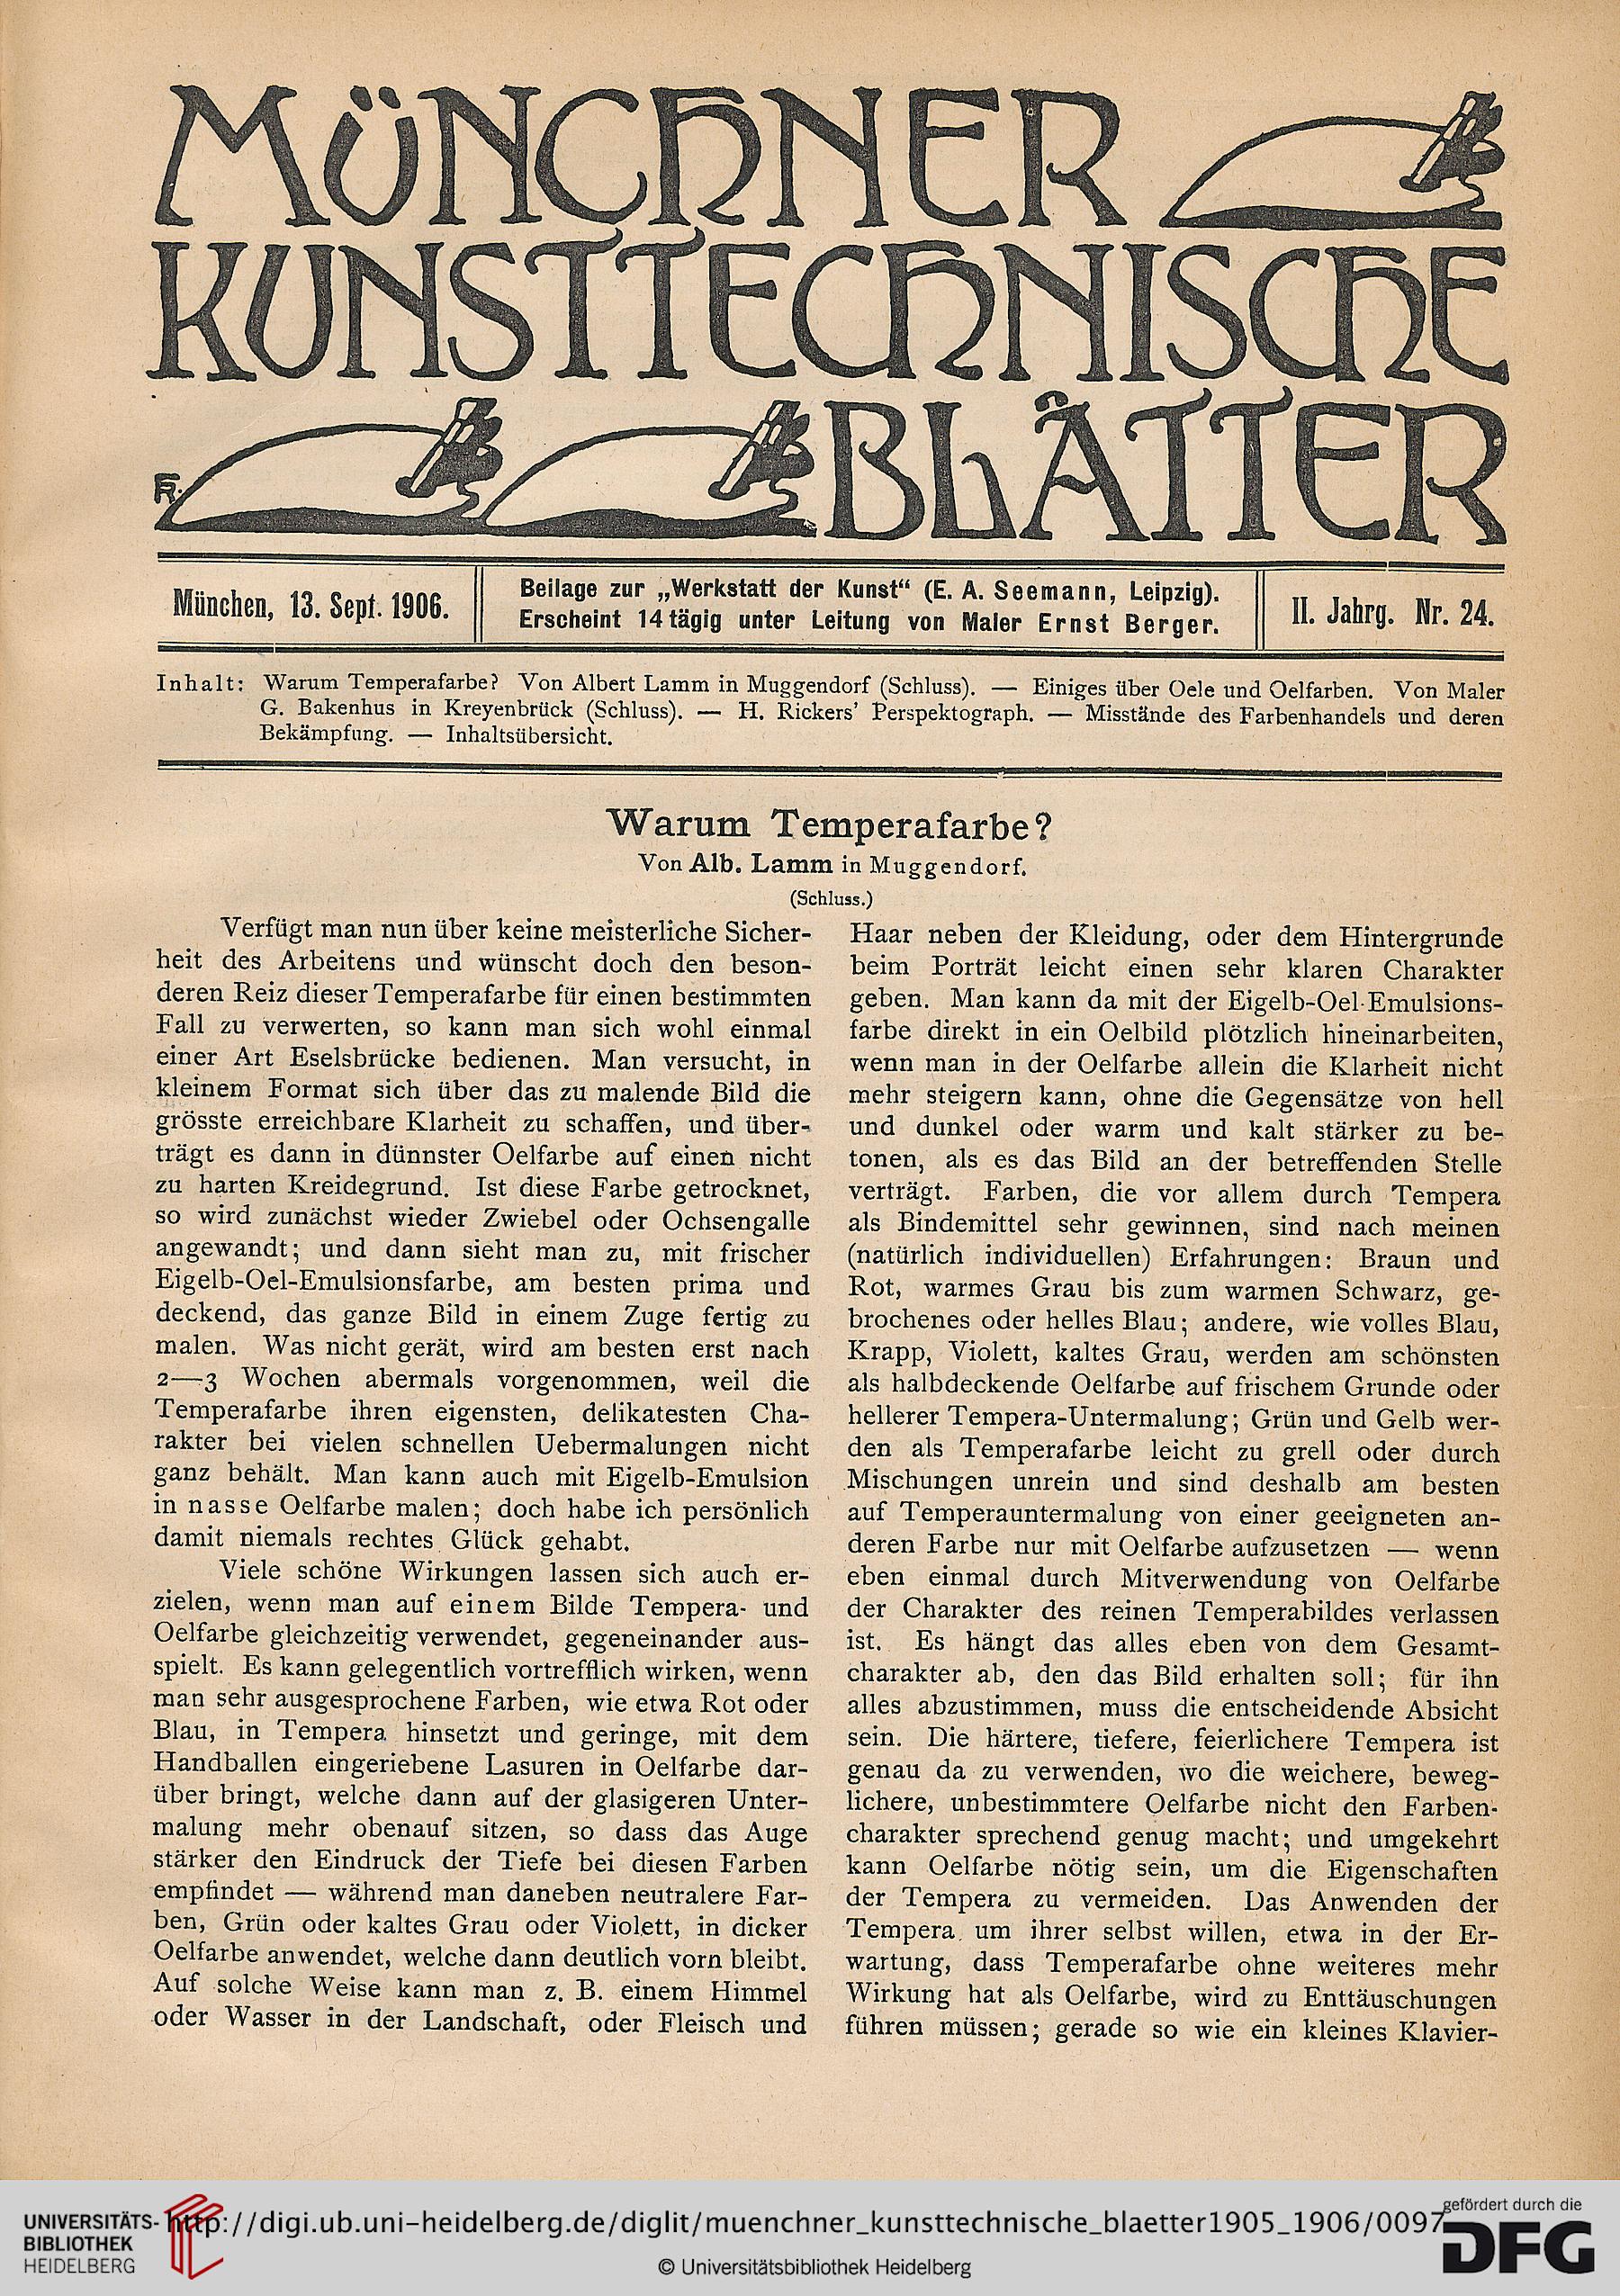 MÜNCHNER
KUNSTTECHNISCHE
BLÄTTER
FR.
München, 13. Sept. 1906.
Beilage zur „Werkstatt der Kunst“ (E. A. Seemann, Leipzig).
Erscheint 14 tägig unter Leitung von Maler Ernst Berger.
II. Jahrg. Nr. 24.
Inhalt: Warum Temperafarbe? Von Albert Lamm in Muggendorf (Schluss). — Einiges über Oele und Oelfarben. Von Maler
G. Bakenhus in Kreyenbrück (Schluss). — H. Rickers’ Perspektograph. — Misstände des Farbenhandels und deren
Bekämpfung. — Inhaltsübersicht.
Warum Temperafarbe?
Von Alb. Lamm in Muggendorf.
(Schluss.)
Verfügt man nun über keine meisterliche Sicher-
heit des Arbeitens und wünscht doch den beson-
deren Reiz dieser Temperafarbe für einen bestimmten
Fall zu verwerten, so kann man sich wohl einmal
einer Art Eselsbrücke bedienen. Man versucht, in
kleinem Format sich über das zu malende Bild die
grösste erreichbare Klarheit zu schaffen, und über-
trägt es dann in dünnster Oelfarbe auf einen nicht
zu harten Kreidegrund. Ist diese Farbe getrocknet,
so wird zunächst wieder Zwiebel oder Ochsengalle
angewandt; und dann sieht man zu, mit frischer
Eigelb-Oel-Emulsionsfarbe, am besten prima und
deckend, das ganze Bild in einem Zuge fertig zu
malen. Was nicht gerät, wird am besten erst nach
2—3 Wochen abermals vorgenommen, weil die
Temperafarbe ihren eigensten, delikatesten Cha-
rakter bei vielen schnellen Uebermalungen nicht
ganz behält. Man kann auch mit Eigelb-Emulsion
in nasse Oelfarbe malen; doch habe ich persönlich
damit niemals rechtes Glück gehabt.
Viele schöne Wirkungen lassen sich auch er-
zielen, wenn man auf einem Bilde Tempera- und
Oelfarbe gleichzeitig verwendet, gegeneinander aus-
spielt. Es kann gelegentlich vortrefflich wirken, wenn
man sehr ausgesprochene Farben, wie etwa Rot oder
Blau, in Tempera hinsetzt und geringe, mit dem
Handballen eingeriebene Lasuren in Oelfarbe dar-
über bringt, welche dann auf der glasigeren Unter-
malung mehr obenauf sitzen, so dass das Auge
stärker den Eindruck der Tiefe bei diesen Farben
empfindet — während man daneben neutralere Far-
ben, Grün oder kaltes Grau oder Violett, in dicker
Oelfarbe anwendet, welche dann deutlich vorn bleibt.
Auf solche Weise kann man z. B. einem Himmel
oder Wasser in der Landschaft, oder Fleisch und
Haar neben der Kleidung, oder dem Hintergrunde
beim Porträt leicht einen sehr klaren Charakter
geben. Man kann da mit der Eigelb-Oel-Emulsions-
farbe direkt in ein Oelbild plötzlich hineinarbeiten,
wenn man in der Oelfarbe allein die Klarheit nicht
mehr steigern kann, ohne die Gegensätze von hell
und dunkel oder warm und kalt stärker zu be-
tonen, als es das Bild an der betreffenden Stelle
verträgt. Farben, die vor allem durch Tempera
als Bindemittel sehr gewinnen, sind nach meinen
(natürlich individuellen) Erfahrungen: Braun und
Rot, warmes Grau bis zum warmen Schwarz, ge-
brochenes oder helles Blau; andere, wie volles Blau,
Krapp, Violett, kaltes Grau, werden am schönsten
als halbdeckende Oelfarbe auf frischem Grunde oder
hellerer Tempera-Untermalung; Grün und Gelb wer-
den als Temperafarbe leicht zu grell oder durch
Mischungen unrein und sind deshalb am besten
auf Temperauntermalung von einer geeigneten an-
deren Farbe nur mit Oelfarbe aufzusetzen — wenn
eben einmal durch Mitverwendung von Oelfarbe
der Charakter des reinen Temperabildes verlassen
ist. Es hängt das alles eben von dem Gesamt-
charakter ab, den das Bild erhalten soll; für ihn
alles abzustimmen, muss die entscheidende Absicht
sein. Die härtere, tiefere, feierlichere Tempera ist
genau da zu verwenden, wo die weichere, beweg-
lichere, unbestimmtere Oelfarbe nicht den Farben-
charakter sprechend genug macht; und umgekehrt
kann Oelfarbe nötig sein, um die Eigenschaften
der Tempera zu vermeiden. Das Anwenden der
Tempera um ihrer selbst willen, etwa in der Er-
wartung, dass Temperafarbe ohne weiteres mehr
Wirkung hat als Oelfarbe, wird zu Enttäuschungen
führen müssen; gerade so wie ein kleines Klavier-
UNIVERSITÄTS-
BIBLIOTHEK
HEIDELBERG
http://digi.ub.uni-heidelberg.de/diglit/muenchner_kunsttechnische_blaetter1905_1906/0097
© Universitätsbibliothek Heidelberg
gefördert durch die
DFG